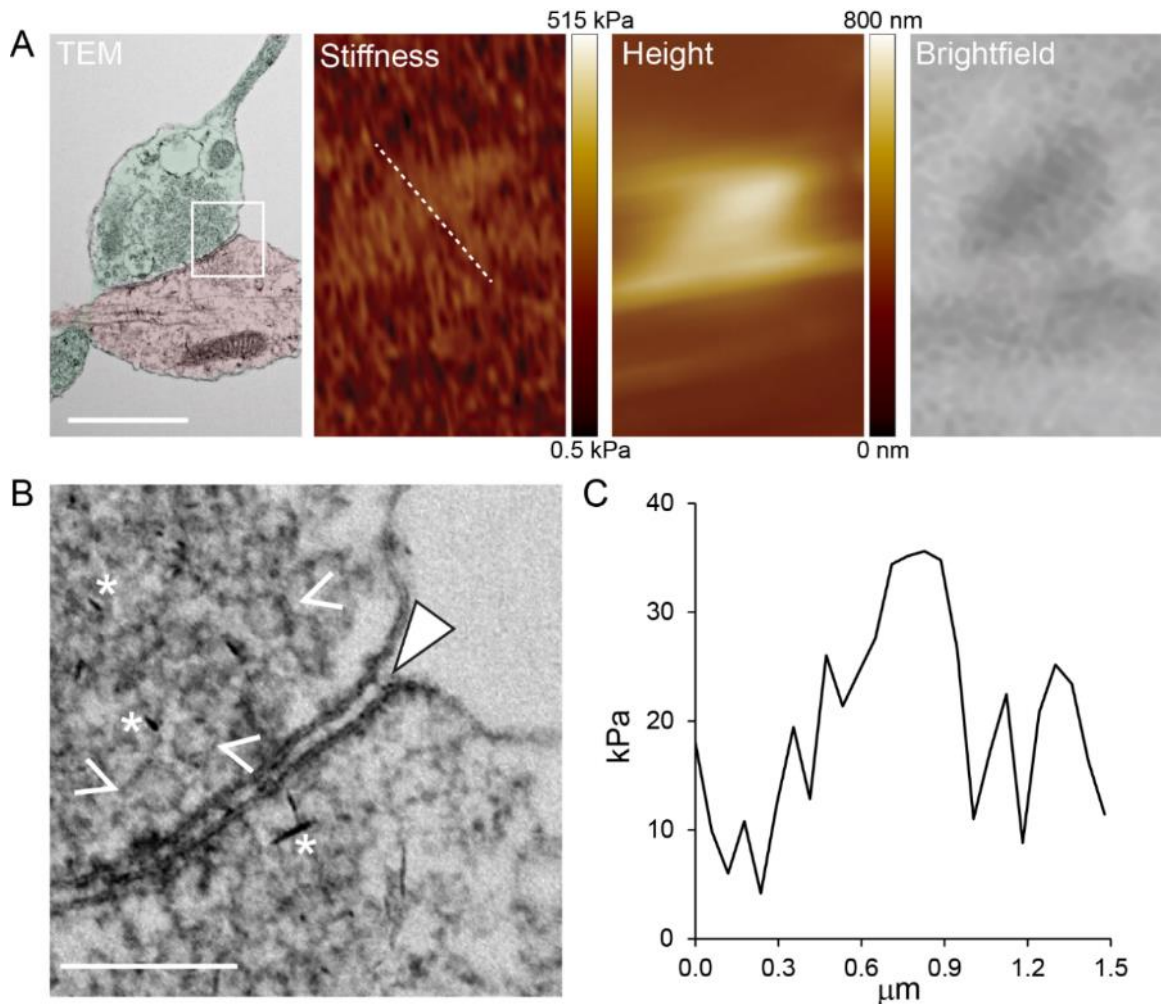 A
TEM
Stiffness
515 kPa
0.5 kPa
Height
800 nm
0 nm
Brightfield
B
*
*
*
C
kPa
40
30
20
10
0
0.0 0.3 0.6 0.9 1.2 1.5
μm